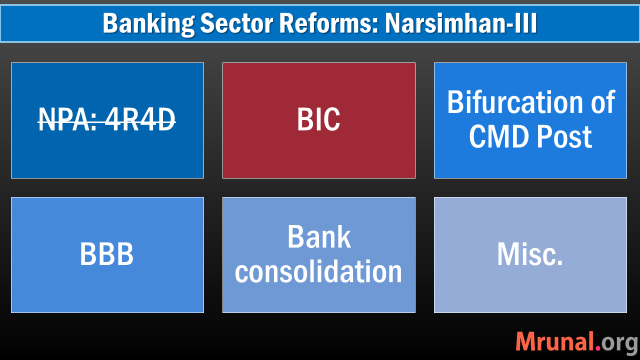 Banking Sector Reforms: Narsimhan-III
NPA: 4R4D
BIC
Bifurcation of
CMD Post
BBB
Bank
consolidation
Misc.
Mrunal.org